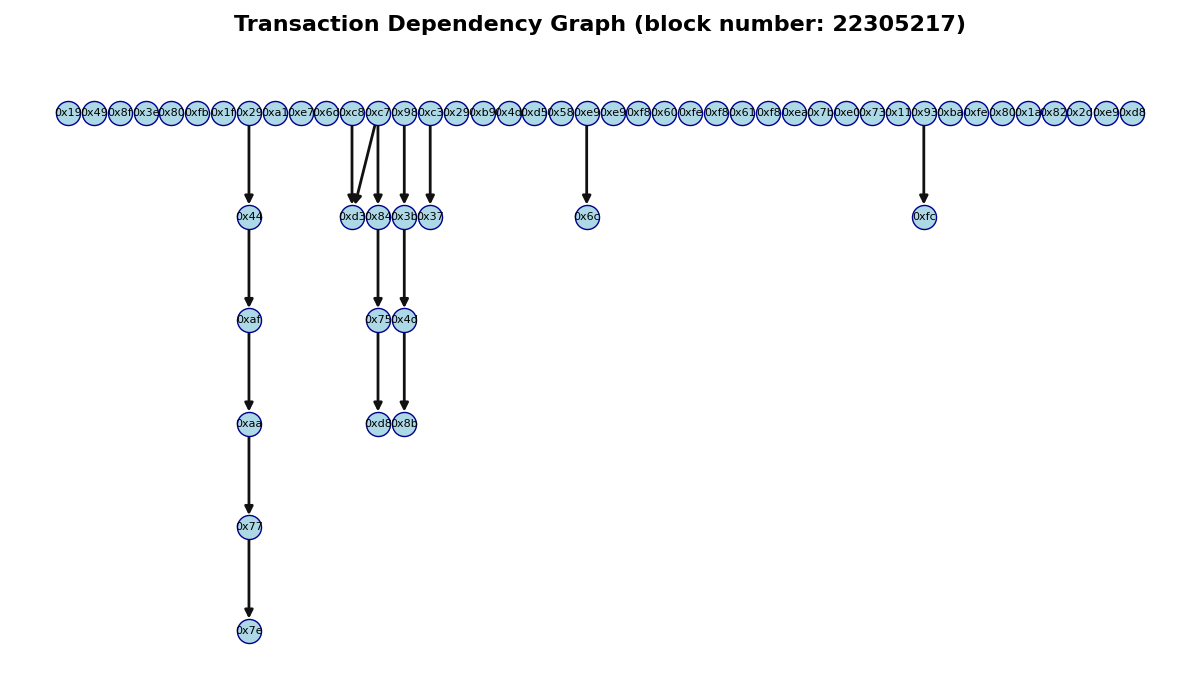 Transaction Dependency Graph (block number: 22305217)
0x19 0x49 0x8f 0x3e 0x80 0xfb 0x1f 0x29 0xa1 0xe7 0x6d 0xc8 0xc7 0x98 0xc3 0x29 0xb9 0x4d 0xd5 0x58 0xe9 0xe9 0xf8 0x60 0xfe 0xf8 0x61 0xf8 0xea 0x7b 0xe0 0x73 0x11 0x93 0xba 0xfe 0x80 0x1a 0x82 0x2d 0xe9 0xd8
0x44 0xd3 0x84 0x3b 0x37 0x6c 0xfc
0xaf 0x75 0x4d
0xaa 0xd8 0x8b
0x77
0x7e